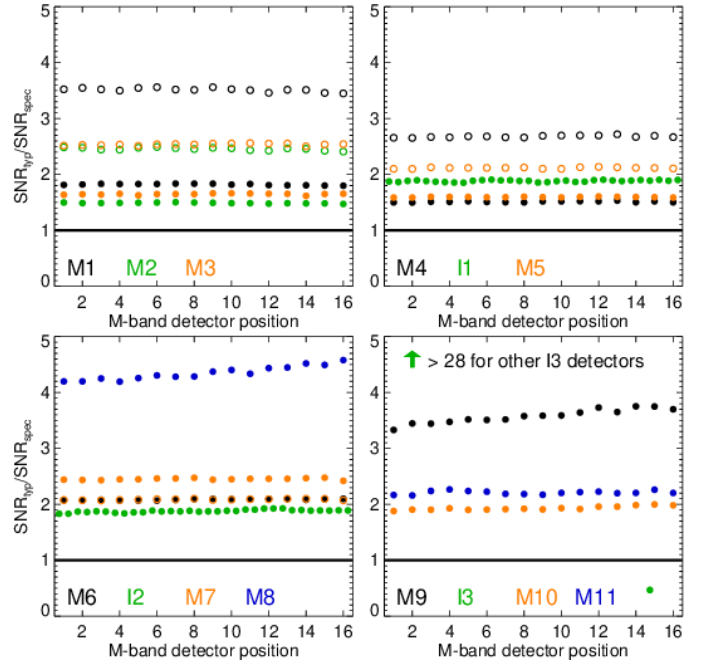 5
4
3
2
1
0
SNRtyp/SNRspec
M1 M2 M3
2 4 6 8 10 12 14 16
M-band detector position
5
4
3
2
1
0
M4 I1 M5
2 4 6 8 10 12 14 16
M-band detector position
5
4
3
2
1
0
SNRtyp/SNRspec
M6 I2 M7 M8
2 4 6 8 10 12 14 16
M-band detector position
5
4
3
2
1
0
> 28 for other I3 detectors
M9 I3 M10 M11
2 4 6 8 10 12 14 16
M-band detector position